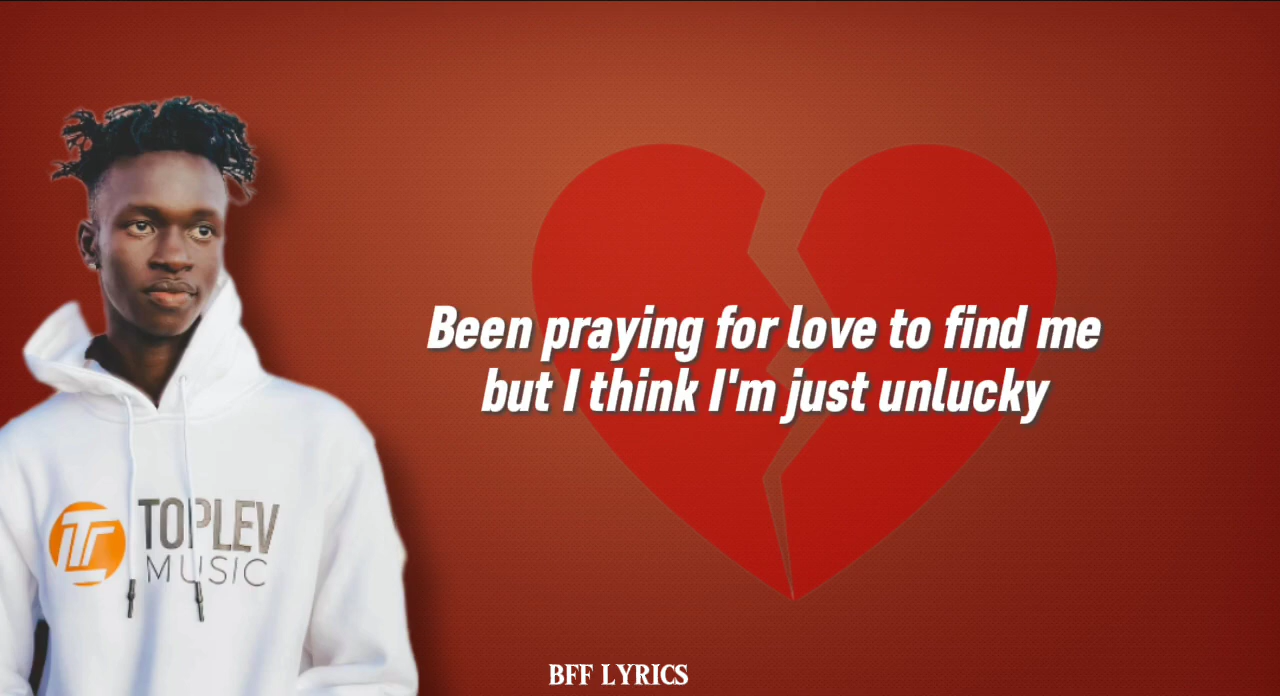 Been praying for love to find me
but I think I'm just unlucky
TOPLEV
MUSIC
BFF LYRICS